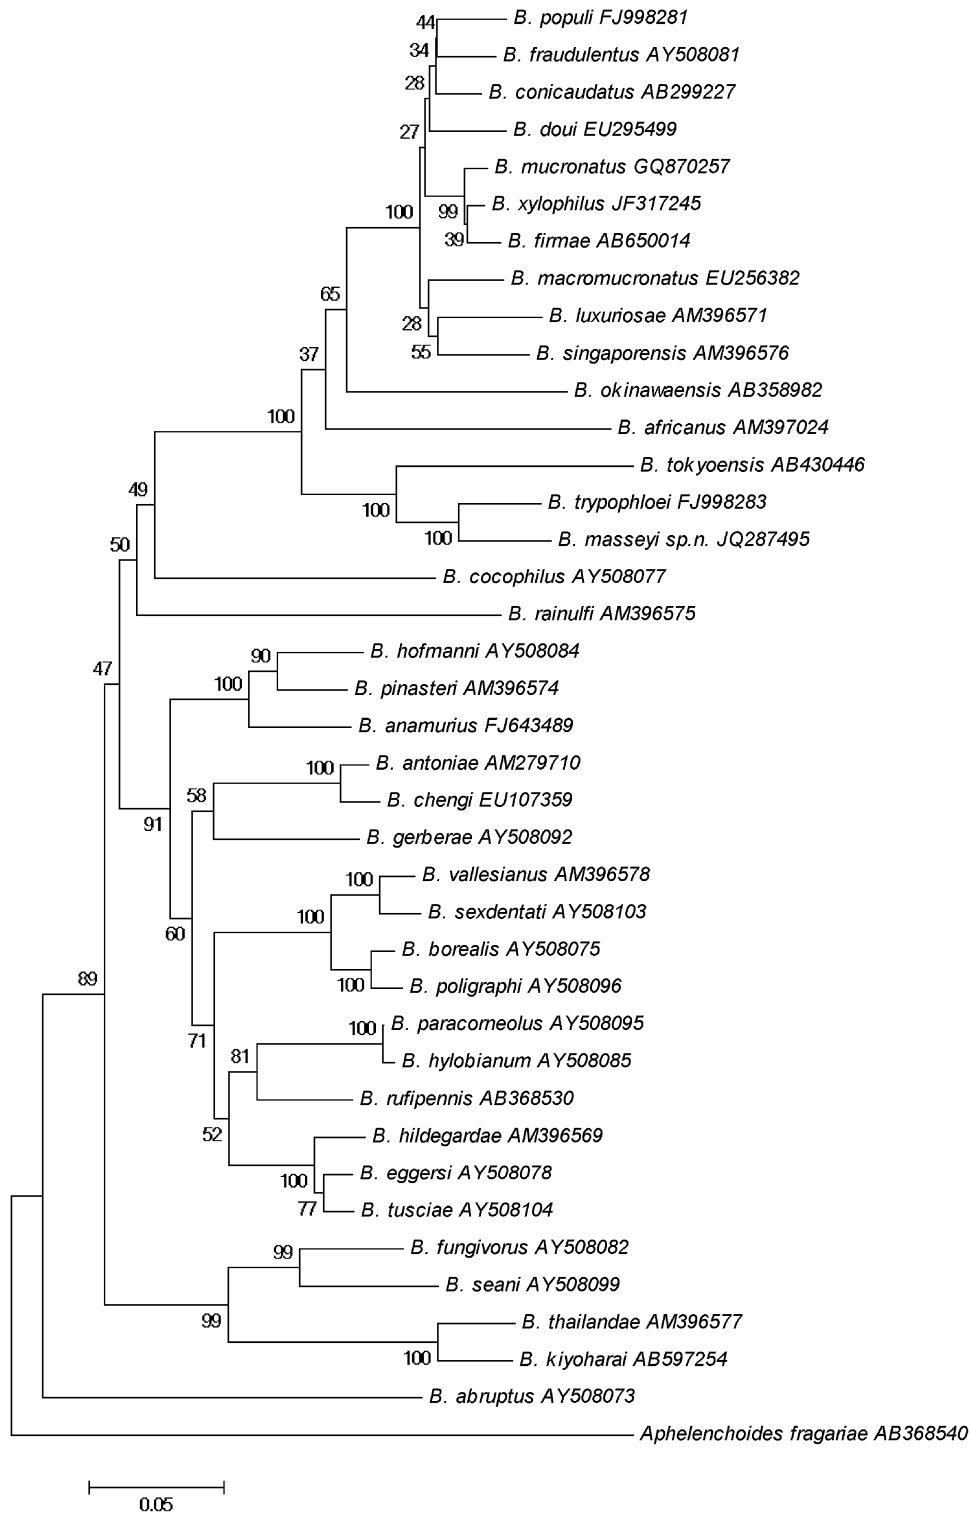 44
B. populi FJ998281
34
B. fraudulentus AY508081
28
B. conicaudatus AB299227
27
B. doui EU295499
B. mucronatus GQ870257
99
B. xylophilus JF317245
100
39
B. firmae AB650014
B. macromucronatus EU256382
65
28
B. luxuriosae AM396571
55
B. singaporensis AM396576
37
B. okinawaensis AB358982
100
B. africanus AM397024
B. tokyoensis AB430446
49
100
B. trypophloei FJ998283
100
B. masseyi sp.n. JQ287495
50
B. cocophilus AY508077
B. rainulfi AM396575
47
90
B. hofmanni AY508084
100
B. pinasteri AM396574
B. anamurius FJ643489
100
B. antoniae AM279710
58
B. chengi EU107359
91
B. gerberae AY508092
100
B. vallesianus AM396578
100
B. sexdentati AY508103
60
B. borealis AY508075
100
B. poligraphi AY508096
89
71
100
B. paracorneolus AY508095
81
B. hylobianum AY508085
B. rufipennis AB368530
52
B. hildegardae AM396569
100
B. eggersi AY508078
77
B. tusciae AY508104
99
B. fungivorus AY508082
B. seani AY508099
99
B. thailandae AM396577
100
B. kiyoharai AB597254
B. abruptus AY508073
Aphelenchoides fragariae AB368540
0.05